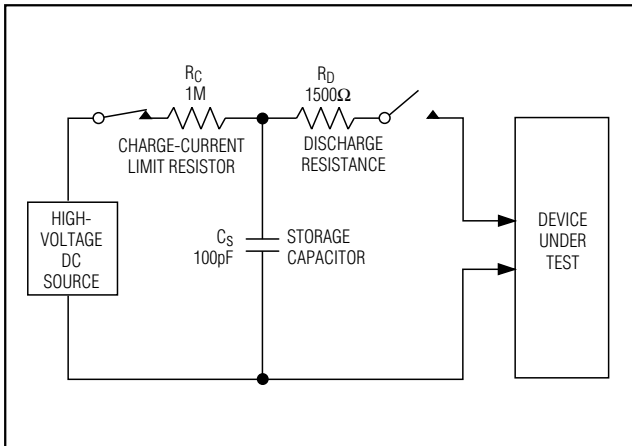 R_C
1M
CHARGE-CURRENT
LIMIT RESISTOR
R_D
1500Ω
DISCHARGE
RESISTANCE
HIGH-
VOLTAGE
DC
SOURCE
C_S
100pF
STORAGE
CAPACITOR
DEVICE
UNDER
TEST